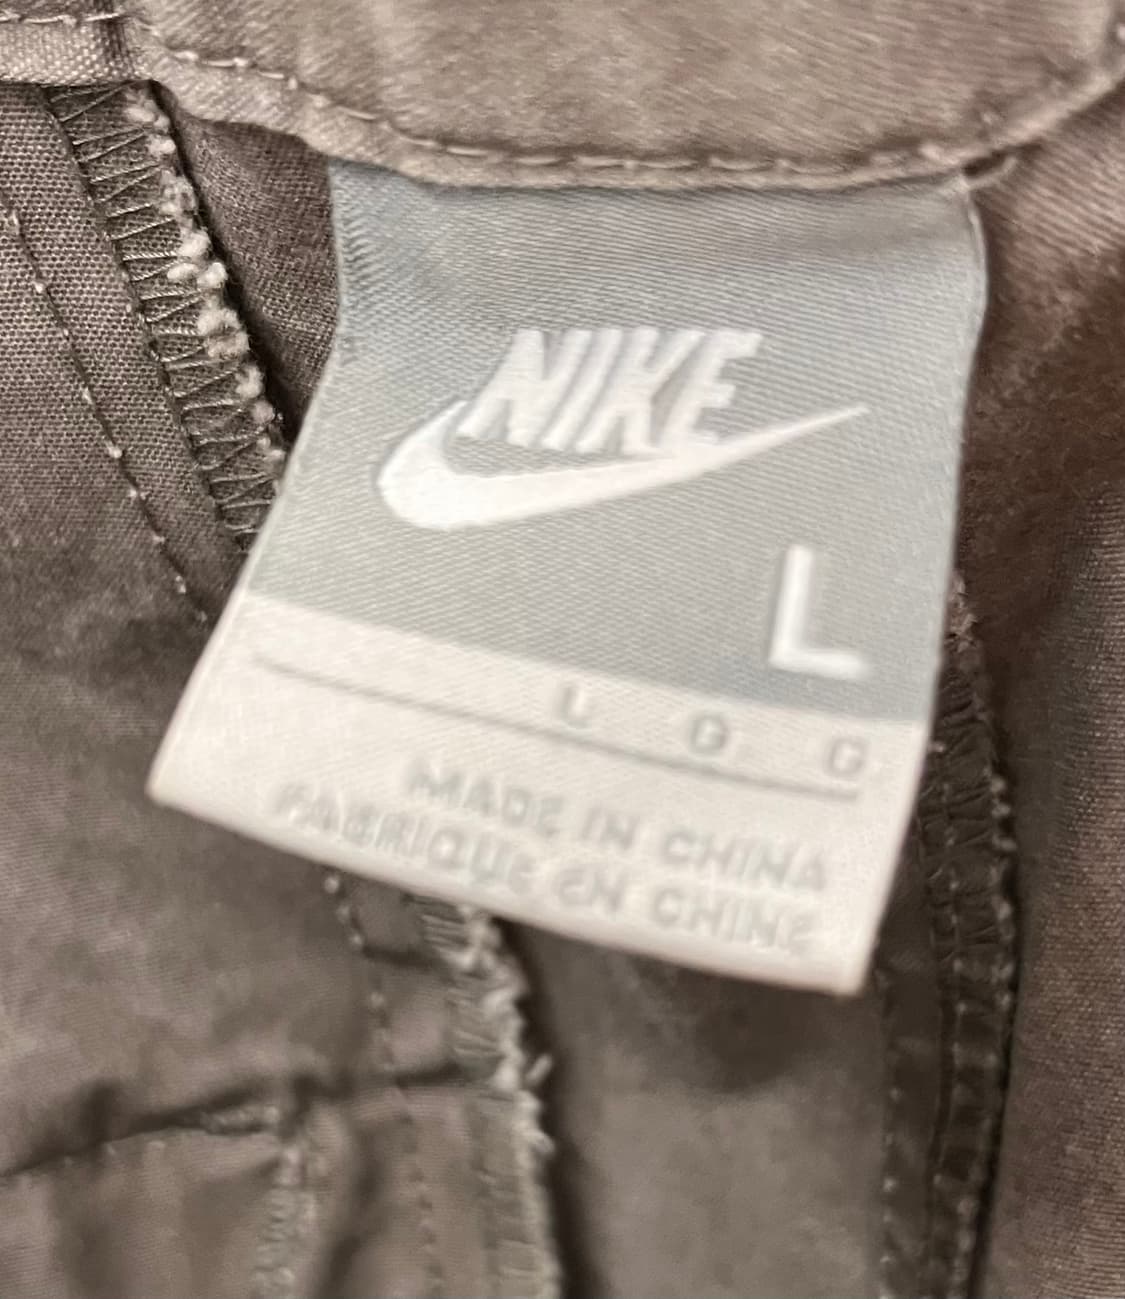 NIKE
L
L G G
MADE IN CHINA
FABRIQUE EN CHINE